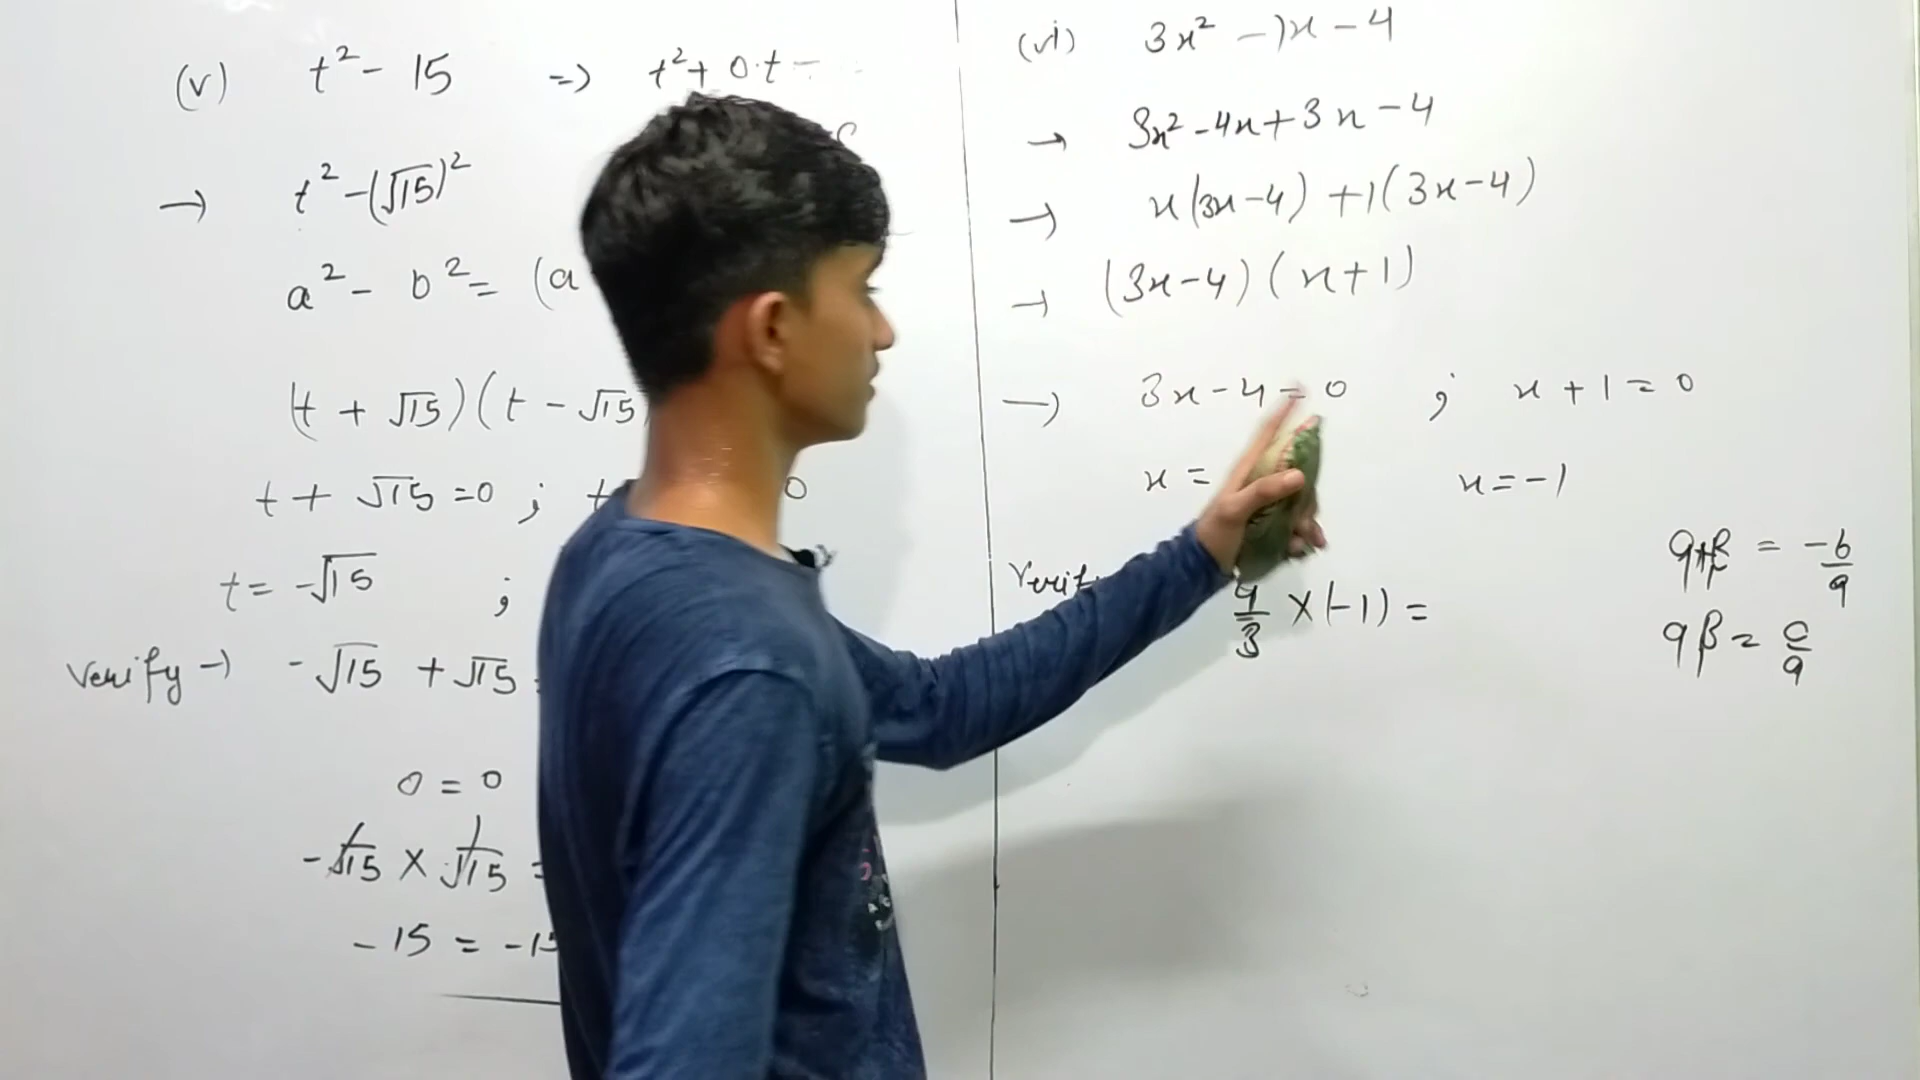 (v) t² - 15 => t² + 0·t -
→ t² - (√15)²
a² - b² = (a
(t + √15)(t - √15
t + √15 = 0 ; t 0
t = -√15 ;
Verify → -√15 + √15 =
0 = 0
-√15 × √15 =
-15 = -15
(vi) 3x² - 1x - 4
→ 3x² - 4x + 3x - 4
→ x(3x - 4) + 1(3x - 4)
→ (3x - 4)(x + 1)
→ 3x - 4 = 0 ; x + 1 = 0
x = x = -1
Verify 4/3 × (-1) =
α+β = -b/a
αβ = c/a